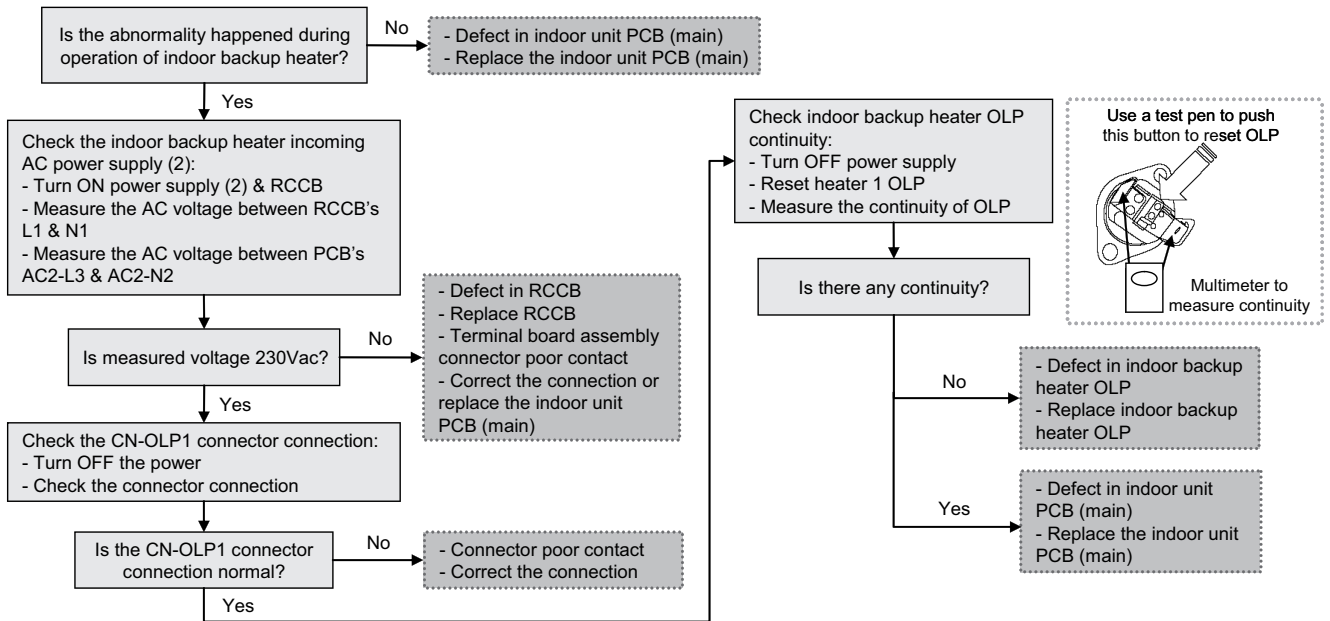 Is the abnormality happened during
operation of indoor backup heater?
No
- Defect in indoor unit PCB (main)
- Replace the indoor unit PCB (main)
Yes
Check the indoor backup heater incoming
AC power supply (2):
- Turn ON power supply (2) & RCCB
- Measure the AC voltage between RCCB's
L1 & N1
- Measure the AC voltage between PCB's
AC2-L3 & AC2-N2
Is measured voltage 230Vac?
No
- Defect in RCCB
- Replace RCCB
- Terminal board assembly
connector poor contact
- Correct the connection or
replace the indoor unit
PCB (main)
Yes
Check the CN-OLP1 connector connection:
- Turn OFF the power
- Check the connector connection
Is the CN-OLP1 connector
connection normal?
No
- Connector poor contact
- Correct the connection
Yes
Check indoor backup heater OLP
continuity:
- Turn OFF power supply
- Reset heater 1 OLP
- Measure the continuity of OLP
Is there any continuity?
No
- Defect in indoor backup
heater OLP
- Replace indoor backup
heater OLP
Yes
- Defect in indoor unit
PCB (main)
- Replace the indoor unit
PCB (main)
Use a test pen to push
this button to reset OLP
Multimeter to
measure continuity